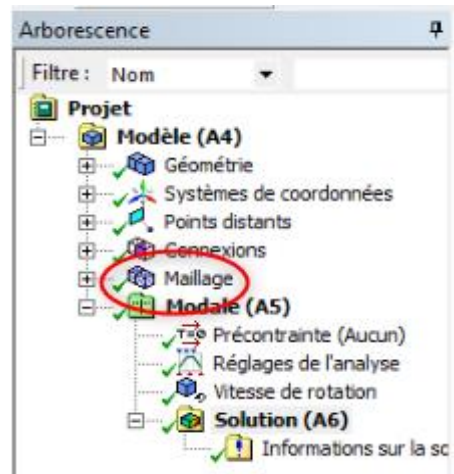 Arborescence
Filtre : Nom
Projet
Modèle (A4)
Géométrie
Systèmes de coordonnées
Points distants
Connexions
Maillage
Modale (A5)
T=0
Précontrainte (Aucun)
Réglages de l'analyse
Vitesse de rotation
Solution (A6)
Informations sur la sc